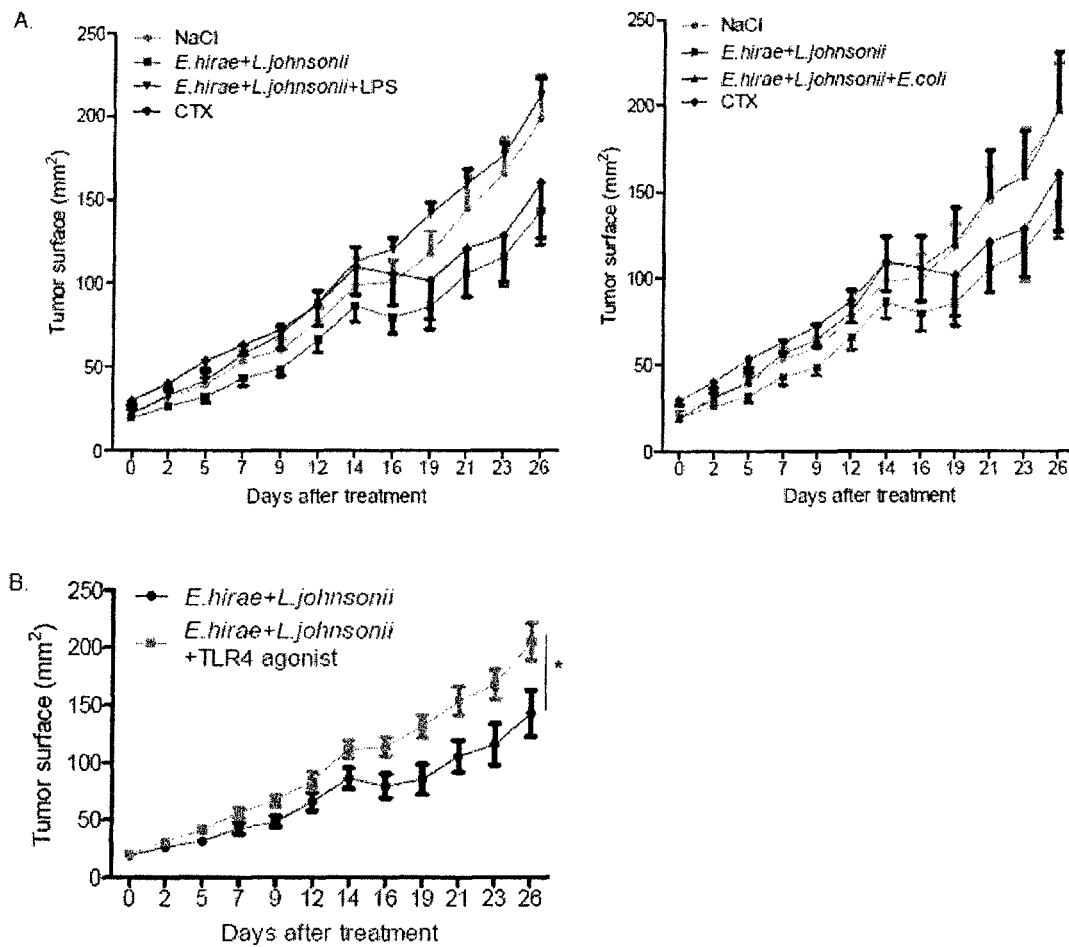 A.
NaCl
E.hirae+L.johnsonii
E.hirae+L.johnsonii+LPS
CTX
250
200
150
100
50
0
Tumor surface (mm²)
0 2 5 7 9 12 14 16 19 21 23 26
Days after treatment
NaCl
E.hirae+L.johnsonii
E.hirae+L.johnsonii+E.coli
CTX
250
200
150
100
50
0
Tumor surface (mm²)
0 2 5 7 9 12 14 16 19 21 23 26
Days after treatment
B.
E.hirae+L.johnsonii
E.hirae+L.johnsonii
+TLR4 agonist
250
200
150
100
50
0
Tumor surface (mm²)
*
0 2 5 7 9 12 14 16 19 21 23 26
Days after treatment